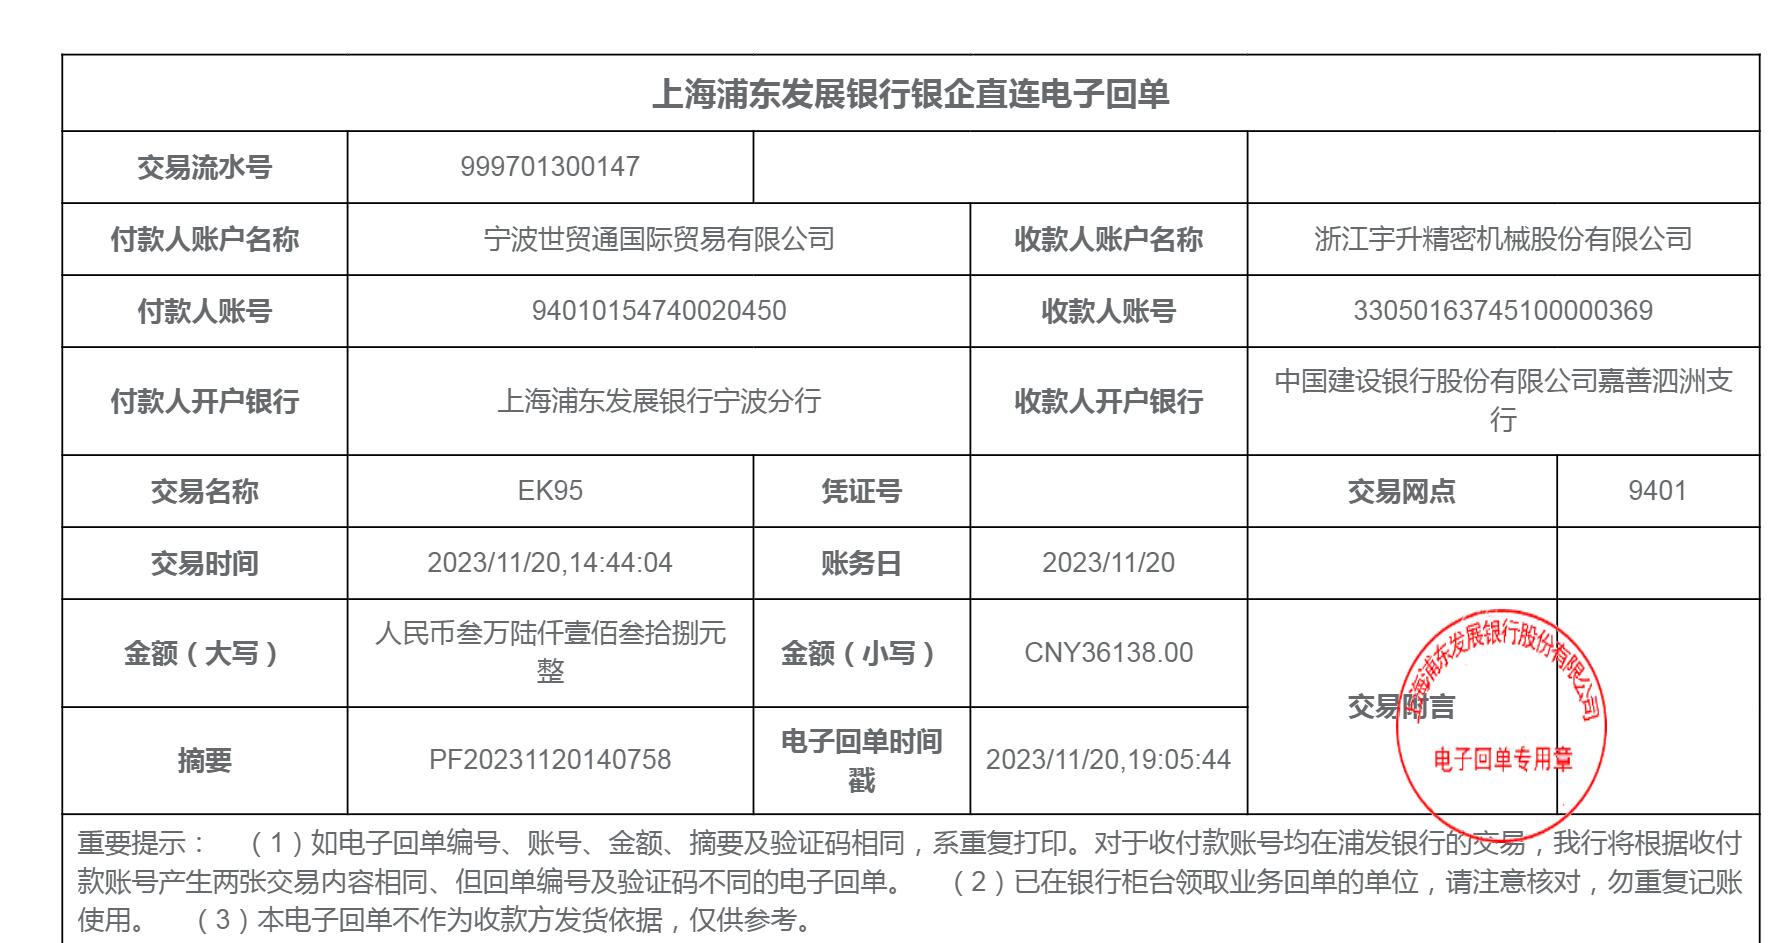 上海浦东发展银行银企直连电子回单
交易流水号 999701300147
付款人账户名称 宁波世贸通国际贸易有限公司 收款人账户名称 浙江宇升精密机械股份有限公司
付款人账号 94010154740020450 收款人账号 33050163745100000369
付款人开户银行 上海浦东发展银行宁波分行 收款人开户银行 中国建设银行股份有限公司嘉善泗洲支
行
交易名称 EK95 凭证号 交易网点 9401
交易时间 2023/11/20,14:44:04 账务日 2023/11/20
金额（大写） 人民币叁万陆仟壹佰叁拾捌元
整
金额（小写） CNY36138.00
交易附言
摘要 PF20231120140758 电子回单时间
戳
2023/11/20,19:05:44
上海浦东发展银行股份有限公司
电子回单专用章
重要提示： （1）如电子回单编号、账号、金额、摘要及验证码相同，系重复打印。对于收付款账号均在浦发银行的交易，我行将根据收付
款账号产生两张交易内容相同、但回单编号及验证码不同的电子回单。 （2）已在银行柜台领取业务回单的单位，请注意核对，勿重复记账
使用。 （3）本电子回单不作为收款方发货依据，仅供参考。